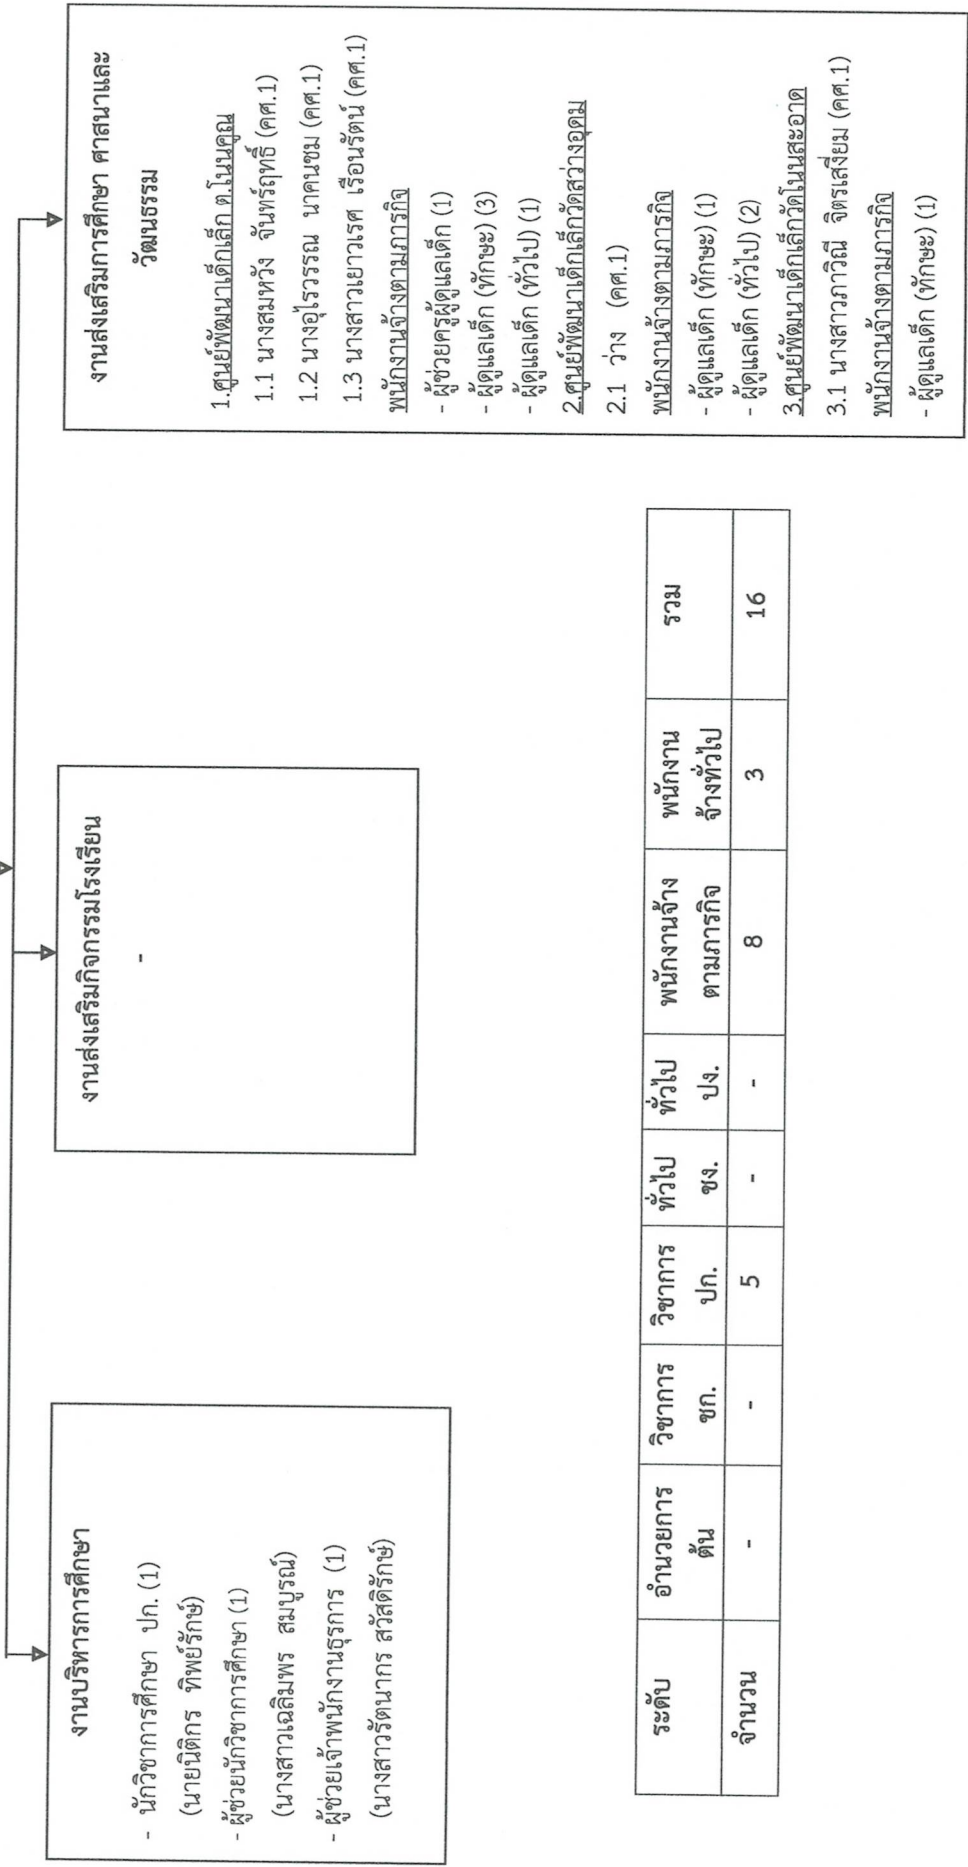 งานบริหารการศึกษา
- นักวิชาการศึกษา ปก. (1)
(นายนิติกร ทิพย์รักษ์)
- ผู้ช่วยนักวิชาการศึกษา (1)
(นางสาวเฉลิมพร สมบูรณ์)
- ผู้ช่วยเจ้าพนักงานธุรการ (1)
(นางสาวรัตนากร สวัสดิรักษ์)
งานส่งเสริมกิจกรรมโรงเรียน
-
งานส่งเสริมการศึกษา ศาสนาและ
วัฒนธรรม
1.ศูนย์พัฒนาเด็กเล็ก ต.โนนคูณ
1.1 นางสมหวัง จันทร์ฤทธิ์ (คศ.1)
1.2 นางอุไรวรรณ นาคนชม (คศ.1)
1.3 นางสาวเยาวเรศ เรือนรัตน์ (คศ.1)
พนักงานจ้างตามภารกิจ
- ผู้ช่วยครูผู้ดูแลเด็ก (1)
- ผู้ดูแลเด็ก (ทักษะ) (3)
- ผู้ดูแลเด็ก (ทั่วไป) (1)
2.ศูนย์พัฒนาเด็กเล็กวัดสว่างอุดม
2.1 ว่าง (คศ.1)
พนักงานจ้างตามภารกิจ
- ผู้ดูแลเด็ก (ทักษะ) (1)
- ผู้ดูแลเด็ก (ทั่วไป) (2)
3.ศูนย์พัฒนาเด็กเล็กวัดโนนสะอาด
3.1 นางสาวภาวิณี จิตรเสงี่ยม (คศ.1)
พนักงานจ้างตามภารกิจ
- ผู้ดูแลเด็ก (ทักษะ) (1)
ระดับ อำนวยการ ต้น วิชาการ ชก. วิชาการ ปก. ทั่วไป ชง. ทั่วไป ปง. พนักงานจ้าง ตามภารกิจ พนักงาน จ้างทั่วไป รวม
จำนวน - - 5 - - 8 3 16